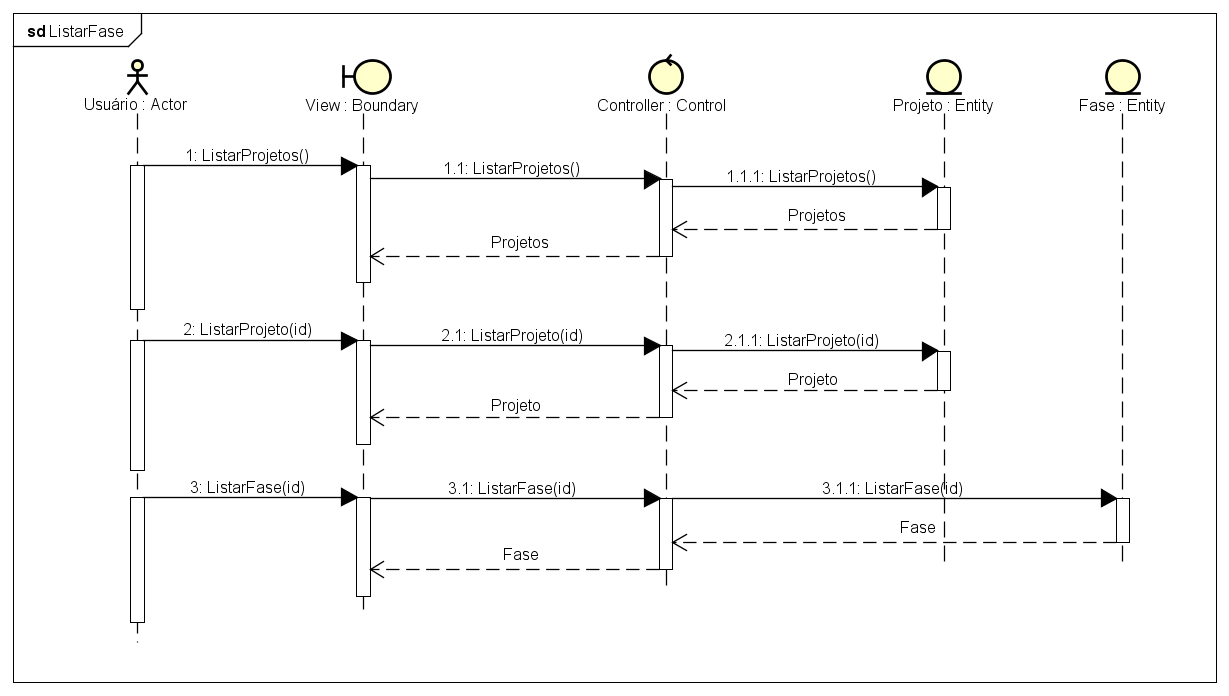 sd ListarFase
Usuário : Actor
View : Boundary
Controller : Control
Projeto : Entity
Fase : Entity
1: ListarProjetos()
1.1: ListarProjetos()
1.1.1: ListarProjetos()
Projetos
Projetos
2: ListarProjeto(id)
2.1: ListarProjeto(id)
2.1.1: ListarProjeto(id)
Projeto
Projeto
3: ListarFase(id)
3.1: ListarFase(id)
3.1.1: ListarFase(id)
Fase
Fase